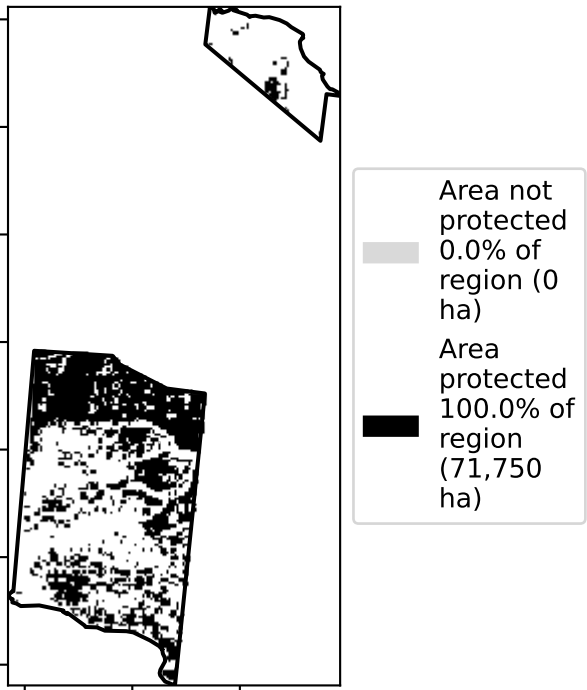 Area not
protected
0.0% of
region (0
ha)
Area
protected
100.0% of
region
(71,750
ha)